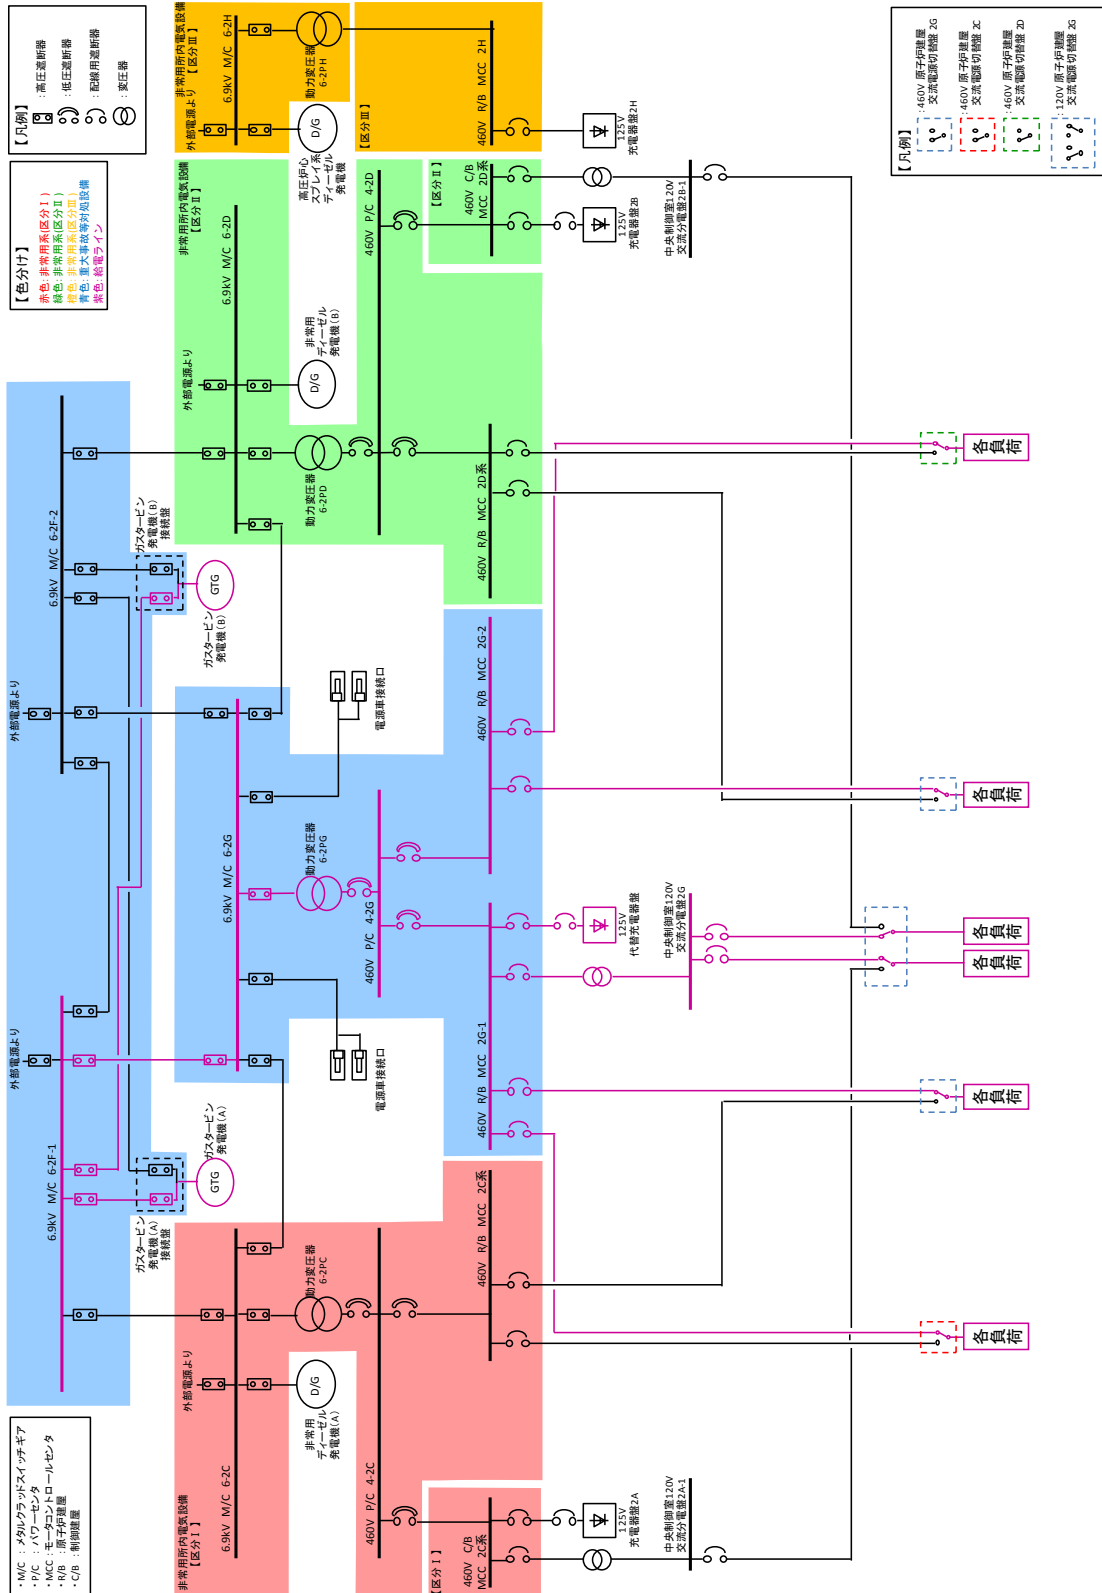 ・M/C : メタルクラッドスイッチギア
・P/C : パワーセンタ
・MCC : モータコントロールセンタ
・R/B : 原子炉建屋
・C/B : 制御建屋
【色分け】
赤色: 非常用系(区分Ⅰ)
緑色: 非常用系(区分Ⅱ)
橙色: 非常用系(区分Ⅲ)
青色: 重大事故等対処設備
紫色: 給電ライン
【凡例】
: 高圧遮断器
: 低圧遮断器
: 配線用遮断器
: 変圧器
外部電源より
外部電源より
6.9kV M/C 6-2F-1
6.9kV M/C 6-2F-2
ガスタービン
発電機(A)
接続盤
GTG
ガスタービン
発電機(A)
ガスタービン
発電機(B)
接続盤
GTG
ガスタービン
発電機(B)
非常用所内電気設備
【区分Ⅰ】
外部電源より
6.9kV M/C 6-2C
D/G
非常用
ディーゼル
発電機(A)
動力変圧器
6-2PC
460V P/C 4-2C
【区分Ⅰ】
460V C/B
MCC 2C系
460V R/B MCC 2C系
125V
充電器盤2A
中央制御室120V
交流分電盤2A-1
6.9kV M/C 6-2G
電源車接続口
電源車接続口
動力変圧器
6-2PG
460V P/C 4-2G
460V R/B MCC 2G-1
460V R/B MCC 2G-2
125V
代替充電器盤
中央制御室120V
交流分電盤2G
非常用所内電気設備
【区分Ⅱ】
外部電源より
6.9kV M/C 6-2D
D/G
非常用
ディーゼル
発電機(B)
動力変圧器
6-2PD
460V P/C 4-2D
【区分Ⅱ】
460V C/B
MCC 2D系
460V R/B MCC 2D系
125V
充電器盤2B
中央制御室120V
交流分電盤2B-1
非常用所内電気設備
【区分Ⅲ】
外部電源より
6.9kV M/C 6-2H
D/G
高圧炉心
スプレイ系
ディーゼル
発電機
動力変圧器
6-2PH
【区分Ⅲ】
460V R/B MCC 2H
125V
充電器盤2H
各負荷
各負荷
各負荷
各負荷
各負荷
各負荷
【凡例】
: 460V 原子炉建屋
交流電源切替盤 2G
: 460V 原子炉建屋
交流電源切替盤 2C
: 460V 原子炉建屋
交流電源切替盤 2D
: 120V 原子炉建屋
交流電源切替盤 2G